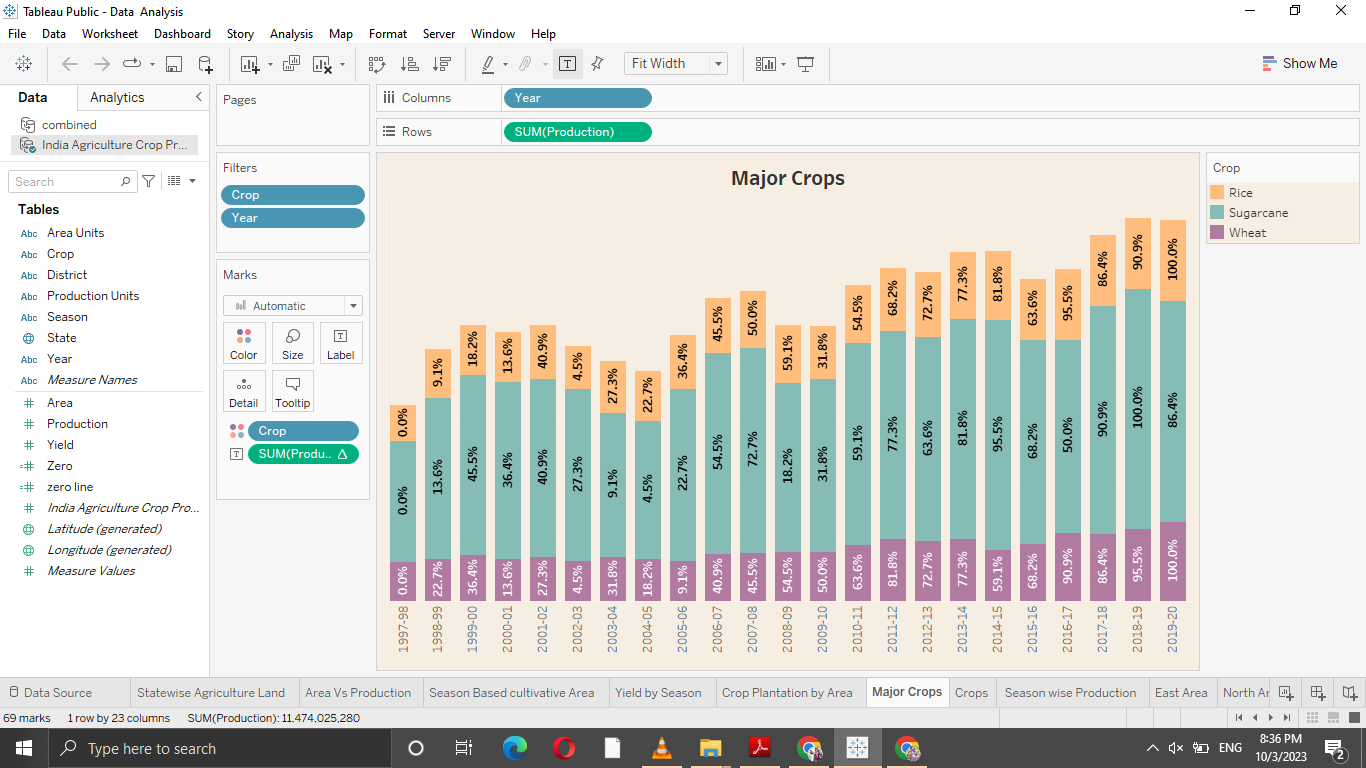 Tableau Public - Data  Analysis
File Data Worksheet Dashboard Story Analysis Map Format Server Window Help
Fit Width
Show Me
Data
Analytics
combined
India Agriculture Crop Pr...
Search
Tables
Abc Area Units
Abc Crop
Abc District
Abc Production Units
Abc Season
State
Abc Year
Abc Measure Names
Area
Production
Yield
Zero
zero line
India Agriculture Crop Pro...
Latitude (generated)
Longitude (generated)
Measure Values
Pages
Filters
Crop
Year
Marks
Automatic
Color Size Label
Detail Tooltip
Crop
SUM(Produ.. Δ
Columns
Year
Rows
SUM(Production)
Major Crops
0.0% 9.1% 18.2% 13.6% 40.9% 4.5% 27.3% 22.7% 36.4% 45.5% 50.0% 59.1% 31.8% 54.5% 68.2% 72.7% 77.3% 81.8% 63.6% 95.5% 86.4% 90.9% 100.0%
0.0% 13.6% 45.5% 36.4% 40.9% 27.3% 9.1% 4.5% 22.7% 54.5% 72.7% 18.2% 31.8% 59.1% 77.3% 63.6% 81.8% 95.5% 68.2% 50.0% 90.9% 100.0% 86.4%
0.0% 22.7% 36.4% 13.6% 27.3% 4.5% 31.8% 18.2% 9.1% 40.9% 45.5% 54.5% 50.0% 63.6% 81.8% 72.7% 77.3% 59.1% 68.2% 90.9% 86.4% 95.5% 100.0%
1997-98 1998-99 1999-00 2000-01 2001-02 2002-03 2003-04 2004-05 2005-06 2006-07 2007-08 2008-09 2009-10 2010-11 2011-12 2012-13 2013-14 2014-15 2015-16 2016-17 2017-18 2018-19 2019-20
Crop
Rice
Sugarcane
Wheat
Data Source Statewise Agriculture Land Area Vs Production Season Based cultivative Area Yield by Season Crop Plantation by Area Major Crops Crops Season wise Production East Area North Ar
69 marks 1 row by 23 columns SUM(Production): 11,474,025,280
Type here to search
ENG
8:36 PM
10/3/2023
2